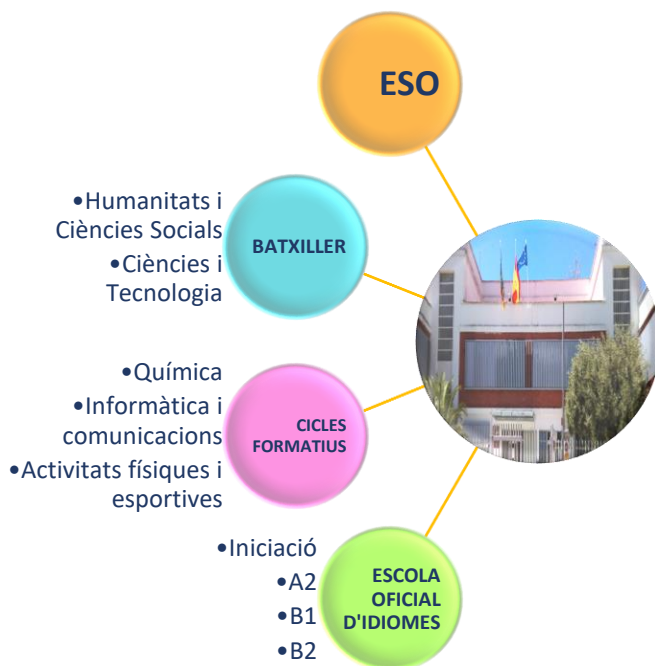 ESO
•Humanitats i
Ciències Socials
•Ciències i
Tecnologia
BATXILLER
•Química
•Informàtica i
comunicacions
•Activitats físiques i
esportives
CICLES
FORMATIUS
•Iniciació
•A2
•B1
•B2
ESCOLA
OFICIAL
D'IDIOMES